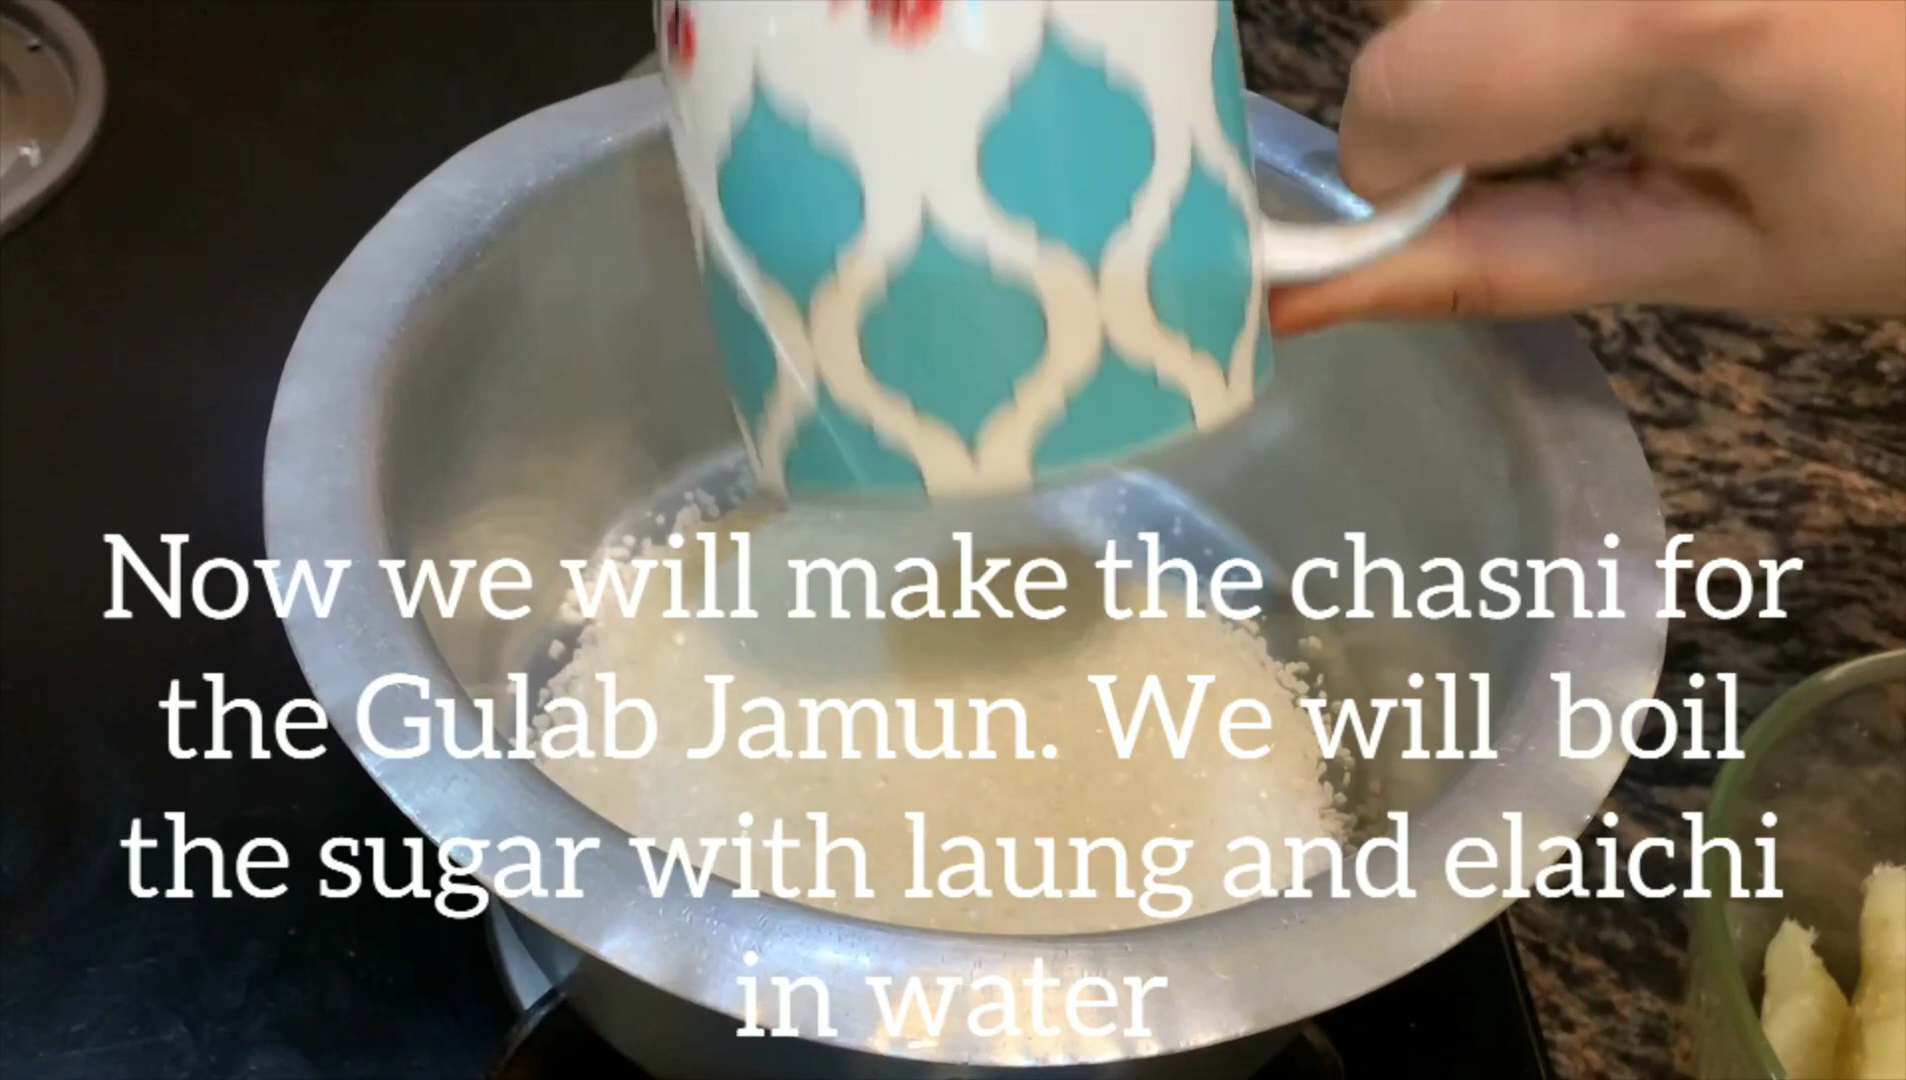 Now we will make the chasni for
the Gulab Jamun. We will  boil
the sugar with laung and elaichi
in water